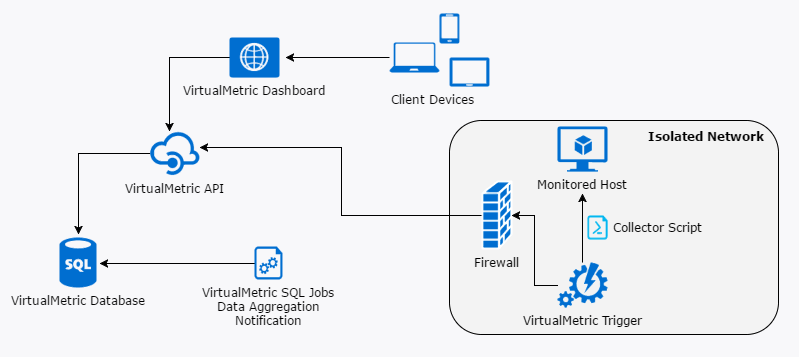 VirtualMetric Dashboard
Client Devices
Isolated Network
VirtualMetric API
Monitored Host
Collector Script
Firewall
SQL
VirtualMetric Database
VirtualMetric SQL Jobs
Data Aggregation
Notification
VirtualMetric Trigger